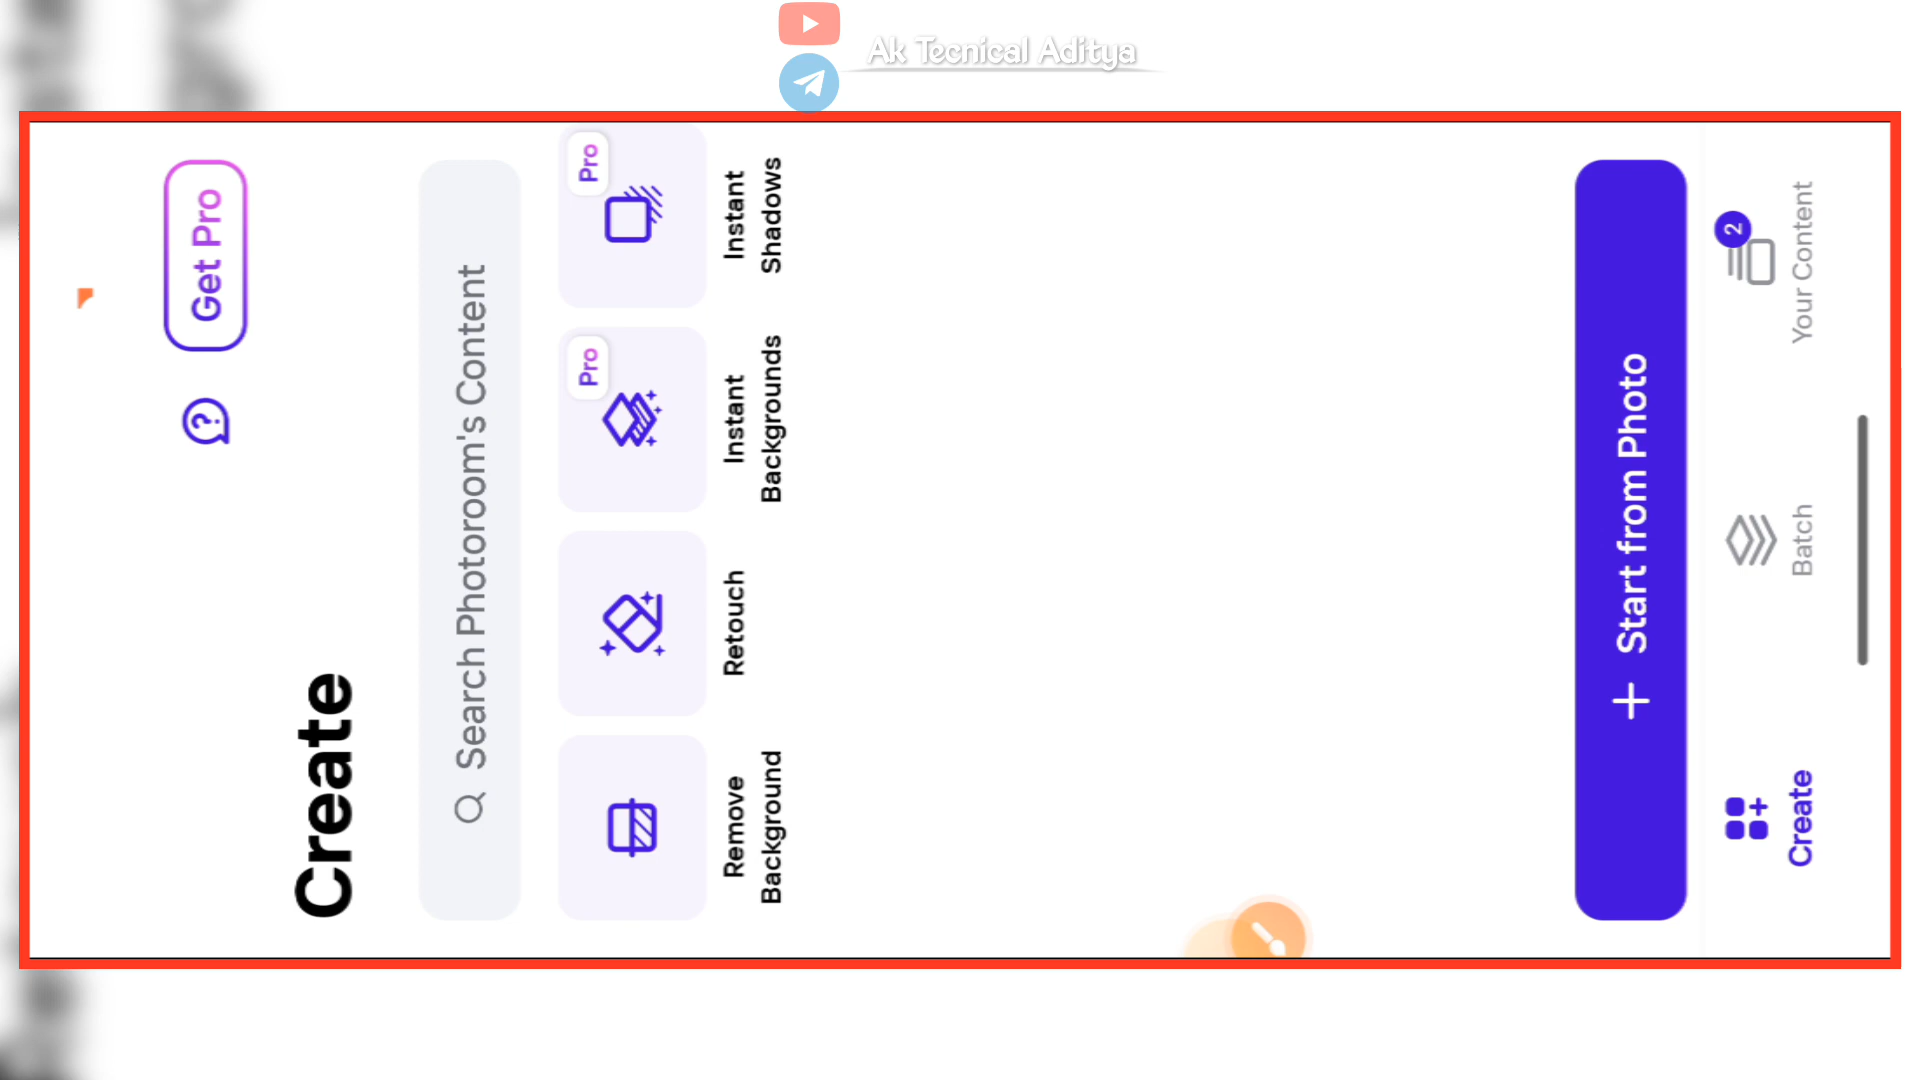 Ak Tecnical Aditya
Get Pro
Create
Search Photoroom's Content
Remove
Background
Retouch
Pro
Instant
Backgrounds
Pro
Instant
Shadows
+ Start from Photo
Create
Batch
2
Your Content